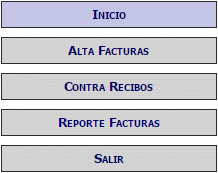 Inicio
Alta Facturas
Contra Recibos
Reporte Facturas
Salir